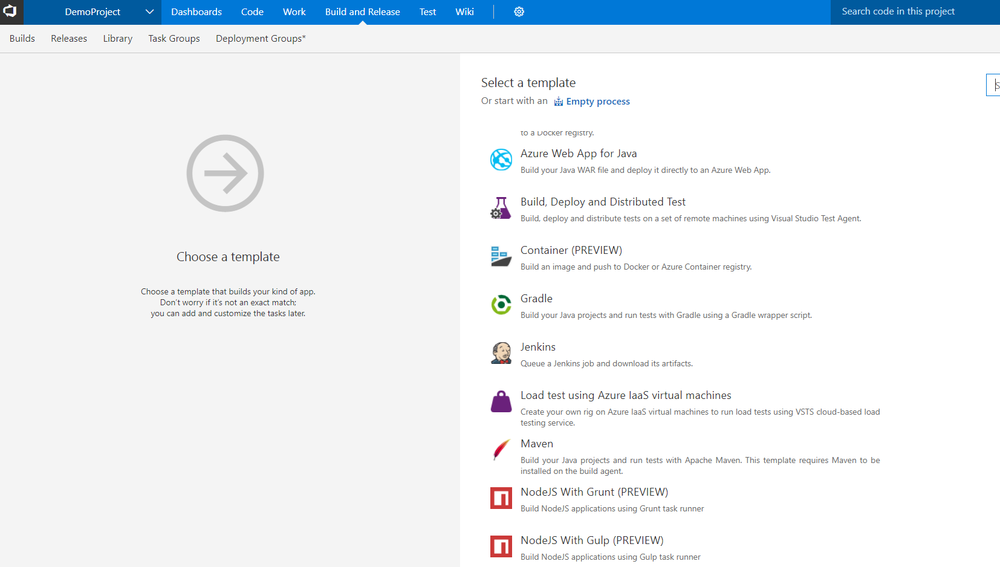 DemoProject
Dashboards
Code
Work
Build and Release
Test
Wiki
Search code in this project
Builds
Releases
Library
Task Groups
Deployment Groups*
Choose a template
Choose a template that builds your kind of app.
Don't worry if it's not an exact match;
you can add and customize the tasks later.
Select a template
Or start with an Empty process
to a Docker registry.
Azure Web App for Java
Build your Java WAR file and deploy it directly to an Azure Web App.
Build, Deploy and Distributed Test
Build, deploy and distribute tests on a set of remote machines using Visual Studio Test Agent.
Container (PREVIEW)
Build an image and push to Docker or Azure Container registry.
Gradle
Build your Java projects and run tests with Gradle using a Gradle wrapper script.
Jenkins
Queue a Jenkins job and download its artifacts.
Load test using Azure IaaS virtual machines
Create your own rig on Azure IaaS virtual machines to run load tests using VSTS cloud-based load
testing service.
Maven
Build your Java projects and run tests with Apache Maven. This template requires Maven to be
installed on the build agent.
NodeJS With Grunt (PREVIEW)
Build NodeJS applications using Grunt task runner
NodeJS With Gulp (PREVIEW)
Build NodeJS applications using Gulp task runner